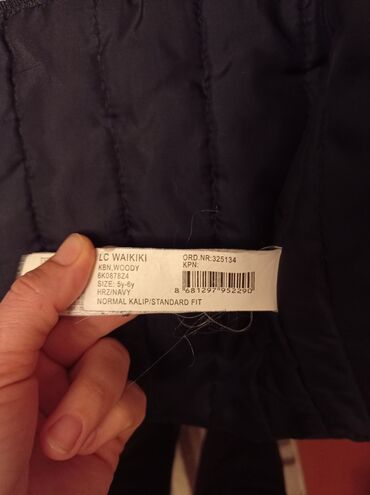 LC WAIKIKI
KBN,WOODY
8K0878Z4
SIZE: 5y-6y
HRZ/NAVY
NORMAL KALIP/STANDARD FIT
ORD.NR:325134
KPN:
8 681297 952290